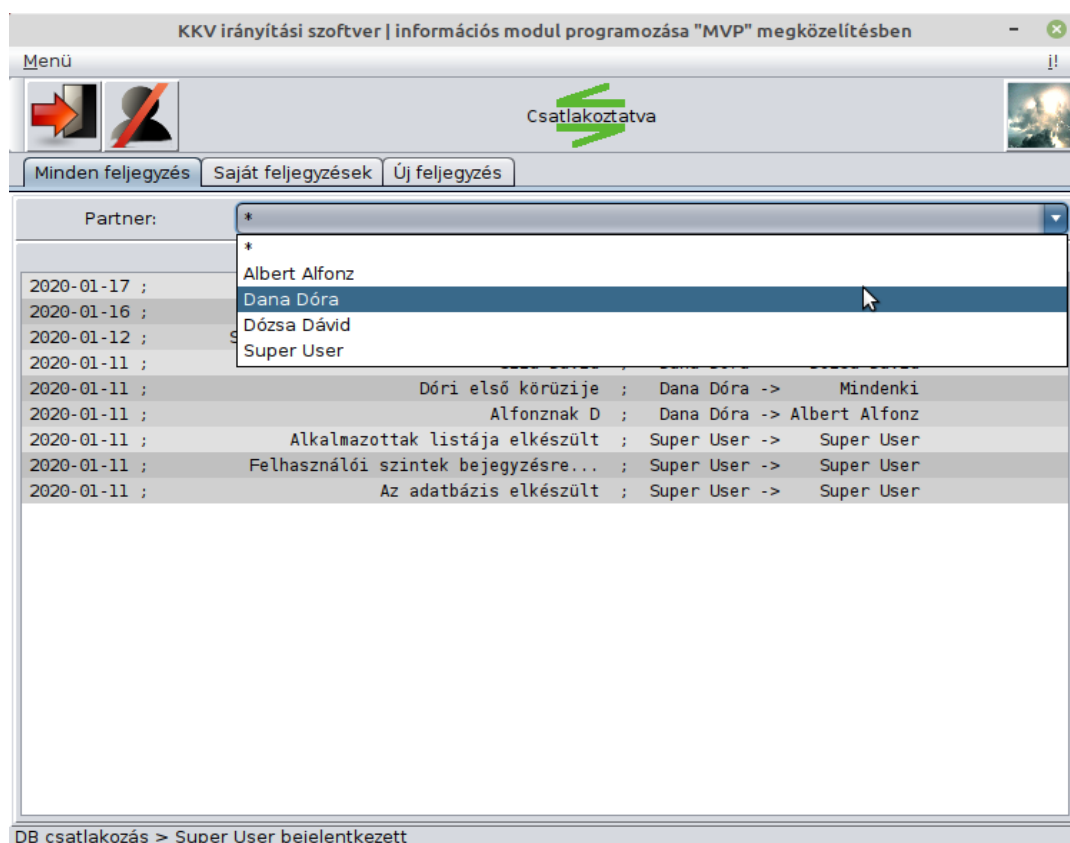 KKV irányítási szoftver | információs modul programozása "MVP" megközelítésben
Menü i!
Csatlakoztatva
Minden feljegyzés Saját feljegyzések Új feljegyzés
Partner: *
*
Albert Alfonz
Dana Dóra
Dózsa Dávid
Super User
2020-01-17 ;
2020-01-16 ;
2020-01-12 ;
2020-01-11 ;
2020-01-11 ; Dóri első körüzije ; Dana Dóra -> Mindenki
2020-01-11 ; Alfonznak D ; Dana Dóra -> Albert Alfonz
2020-01-11 ; Alkalmazottak listája elkészült ; Super User -> Super User
2020-01-11 ; Felhasználói szintek bejegyzésre... ; Super User -> Super User
2020-01-11 ; Az adatbázis elkészült ; Super User -> Super User
DB csatlakozás > Super User bejelentkezett